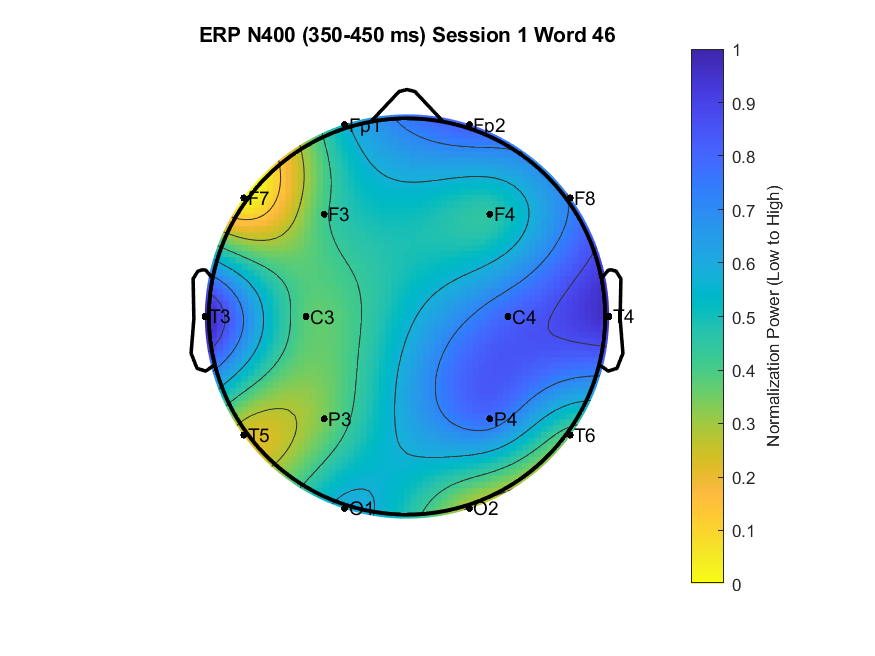 ERP N400 (350-450 ms) Session 1 Word 46
Fp1 Fp2
F7 F8
F3 F4
T3 C3 C4 T4
P3 P4
T5 T6
O1 O2
1
0.9
0.8
0.7
0.6
0.5
0.4
0.3
0.2
0.1
0
Normalization Power (Low to High)